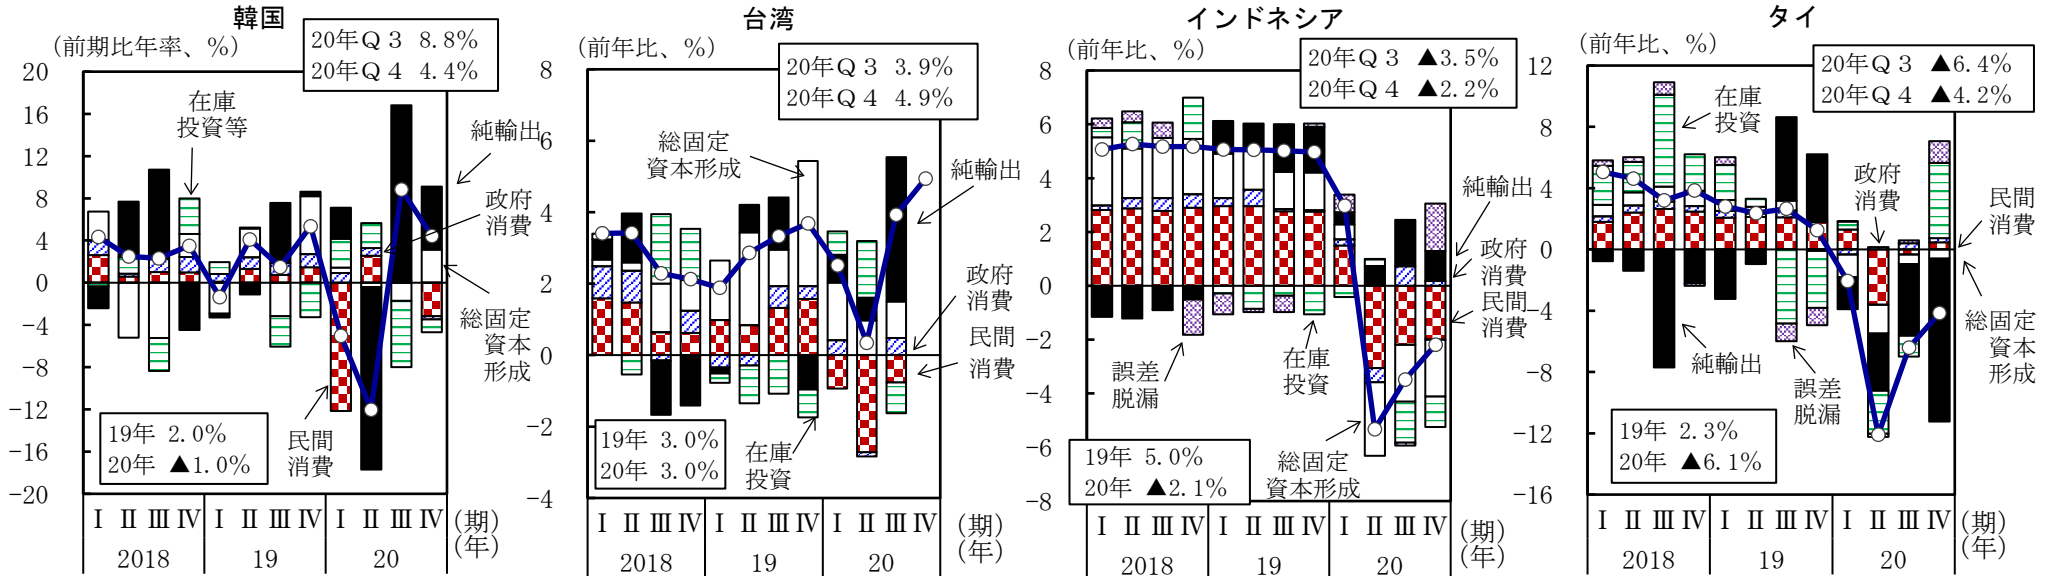 韓国
(前期比年率、%)
20年Q3 8.8%
20年Q4 4.4%
20
16
12
8
4
0
-4
-8
-12
-16
-20
在庫
投資等
純輸出
政府
消費
総固定
資本
形成
民間
消費
19年 2.0%
20年 ▲1.0%
Ⅰ Ⅱ Ⅲ Ⅳ Ⅰ Ⅱ Ⅲ Ⅳ Ⅰ Ⅱ Ⅲ Ⅳ (期)
2018 19 20 (年)
台湾
(前年比、%)
20年Q3 3.9%
20年Q4 4.9%
8
6
4
2
0
-2
-4
総固定
資本形成
純輸出
政府
消費
民間
消費
在庫
投資
19年 3.0%
20年 3.0%
Ⅰ Ⅱ Ⅲ Ⅳ Ⅰ Ⅱ Ⅲ Ⅳ Ⅰ Ⅱ Ⅲ Ⅳ (期)
2018 19 20 (年)
インドネシア
(前年比、%)
20年Q3 ▲3.5%
20年Q4 ▲2.2%
8
6
4
2
0
-2
-4
-6
-8
純輸出
政府
消費
民間
消費
誤差
脱漏
在庫
投資
総固定
資本形成
19年 5.0%
20年 ▲2.1%
Ⅰ Ⅱ Ⅲ Ⅳ Ⅰ Ⅱ Ⅲ Ⅳ Ⅰ Ⅱ Ⅲ Ⅳ (期)
2018 19 20 (年)
タイ
(前年比、%)
20年Q3 ▲6.4%
20年Q4 ▲4.2%
12
8
4
0
-4
-8
-12
-16
在庫
投資
政府
消費
民間
消費
純輸出
誤差
脱漏
総固定
資本
形成
19年 2.3%
20年 ▲6.1%
Ⅰ Ⅱ Ⅲ Ⅳ Ⅰ Ⅱ Ⅲ Ⅳ Ⅰ Ⅱ Ⅲ Ⅳ (期)
2018 19 20 (年)